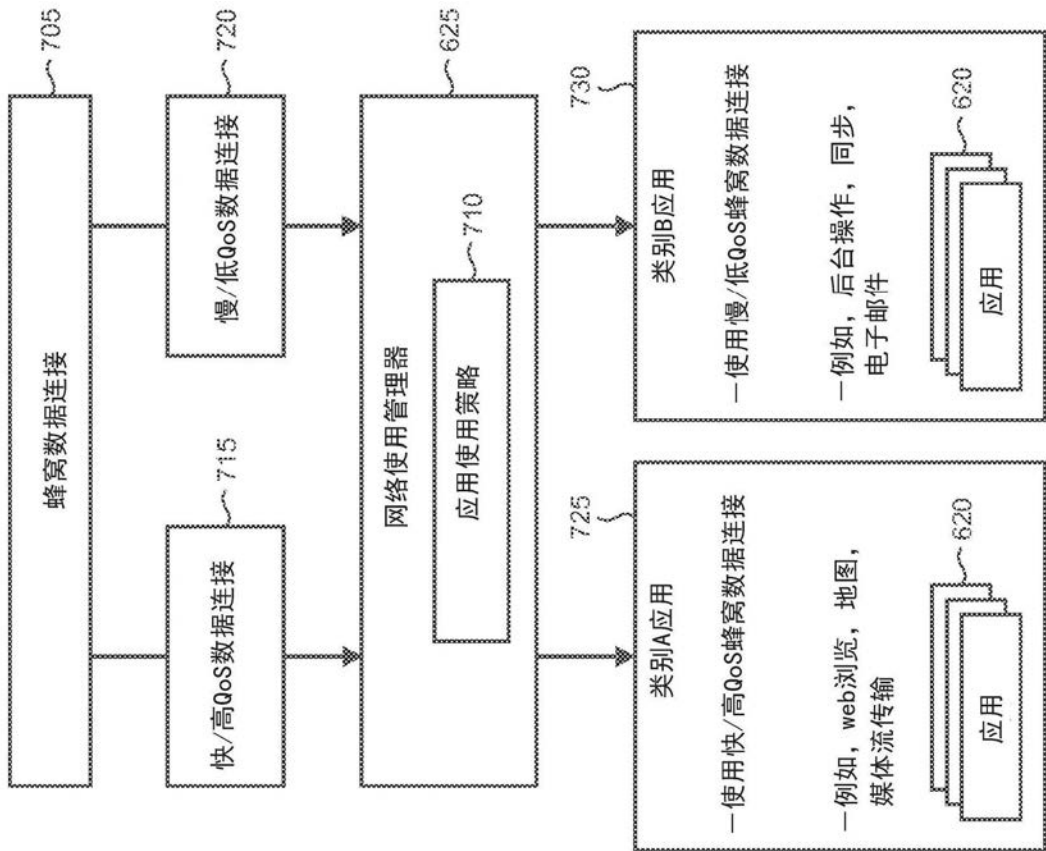 蜂窝数据连接
705
快/高QoS数据连接
715
慢/低QoS数据连接
720
网络使用管理器
625
应用使用策略
710
类别A应用
725
—使用快/高QoS蜂窝数据连接
—例如，web浏览，地图，
媒体流传输
620
应用
类别B应用
730
—使用慢/低QoS蜂窝数据连接
—例如，后台操作，同步，
电子邮件
620
应用